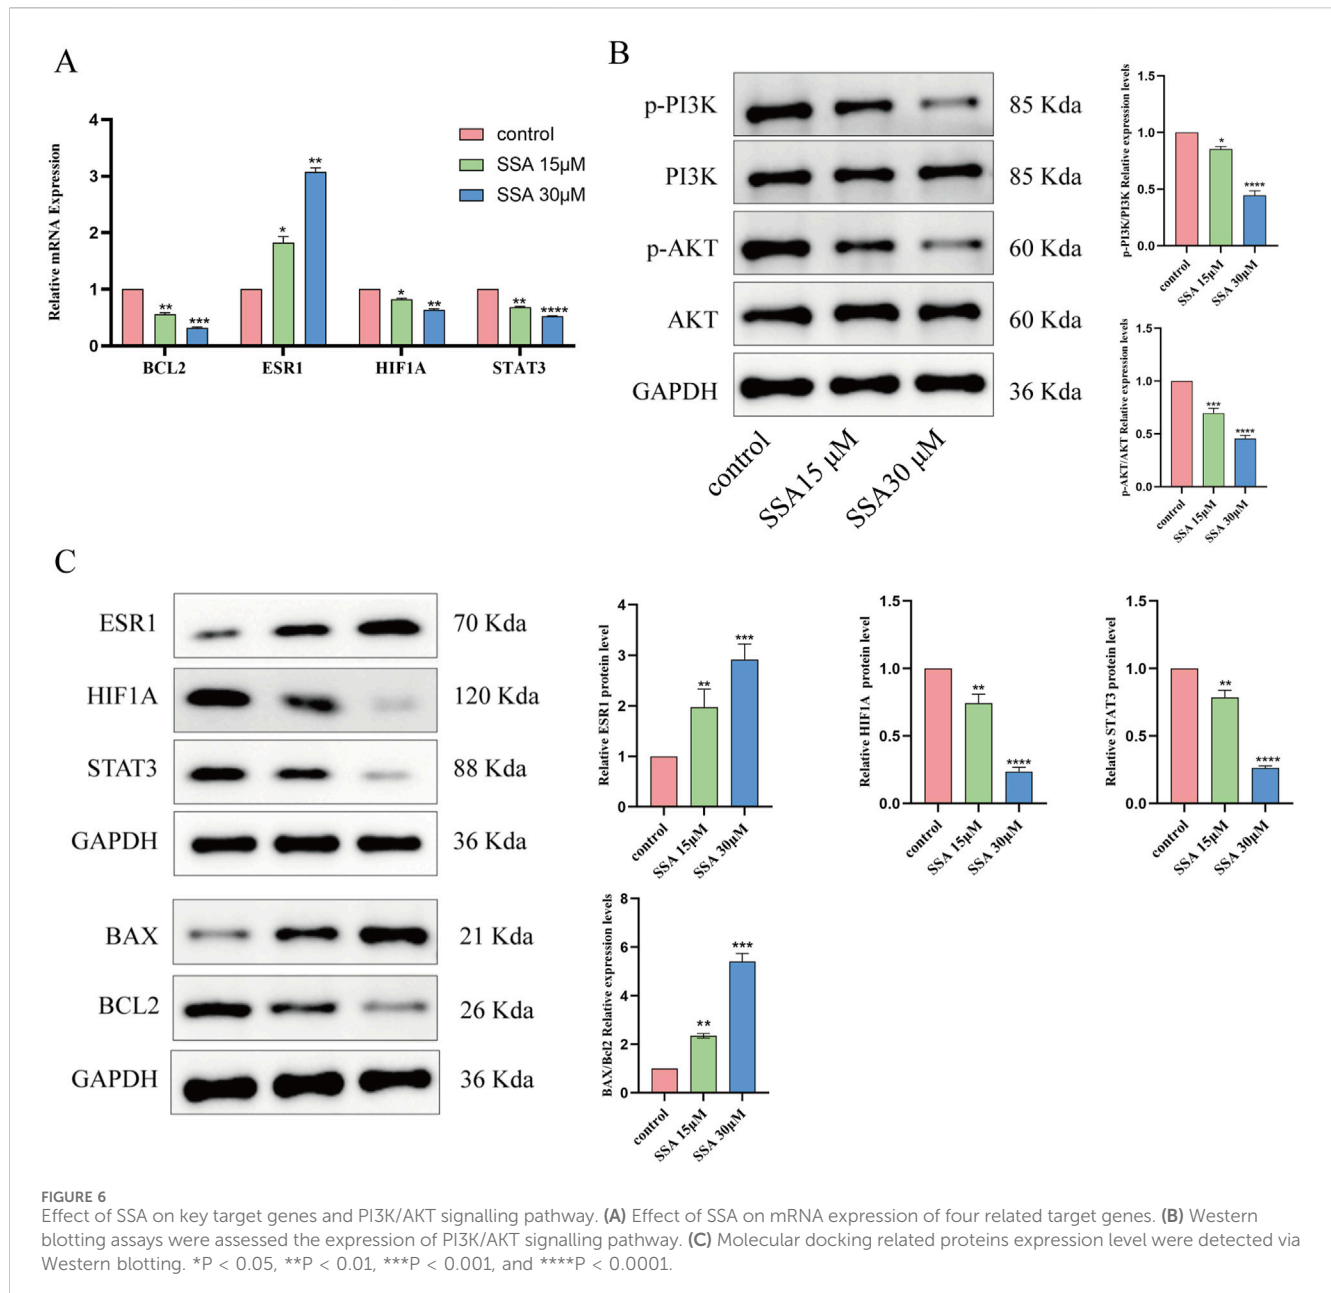 A
Relative mRNA Expression
4
3
2
1
0
control
SSA 15μM
SSA 30μM
**
***
*
**
*
**
**
****
BCL2
ESR1
HIF1A
STAT3
B
p-PI3K
85 Kda
PI3K
85 Kda
p-AKT
60 Kda
AKT
60 Kda
GAPDH
36 Kda
control
SSA15 μM
SSA30 μM
p-PI3K/PI3K Relative expression levels
1.5
1.0
0.5
0.0
*
****
control
SSA 15μM
SSA 30μM
p-AKT/AKT Relative expression levels
1.5
1.0
0.5
0.0
***
****
control
SSA 15μM
SSA 30μM
C
ESR1
70 Kda
HIF1A
120 Kda
STAT3
88 Kda
GAPDH
36 Kda
BAX
21 Kda
BCL2
26 Kda
GAPDH
36 Kda
Relative ESR1 protein level
4
3
2
1
0
**
***
control
SSA 15μM
SSA 30μM
Relative HIF1A protein level
1.5
1.0
0.5
0.0
**
****
control
SSA 15μM
SSA 30μM
Relative STAT3 protein level
1.5
1.0
0.5
0.0
**
****
control
SSA 15μM
SSA 30μM
BAX/Bcl2 Relative expression levels
8
6
4
2
0
**
***
control
SSA 15μM
SSA 30μM
FIGURE 6
Effect of SSA on key target genes and PI3K/AKT signalling pathway. (A) Effect of SSA on mRNA expression of four related target genes. (B) Western
blotting assays were assessed the expression of PI3K/AKT signalling pathway. (C) Molecular docking related proteins expression level were detected via
Western blotting. *P < 0.05, **P < 0.01, ***P < 0.001, and ****P < 0.0001.